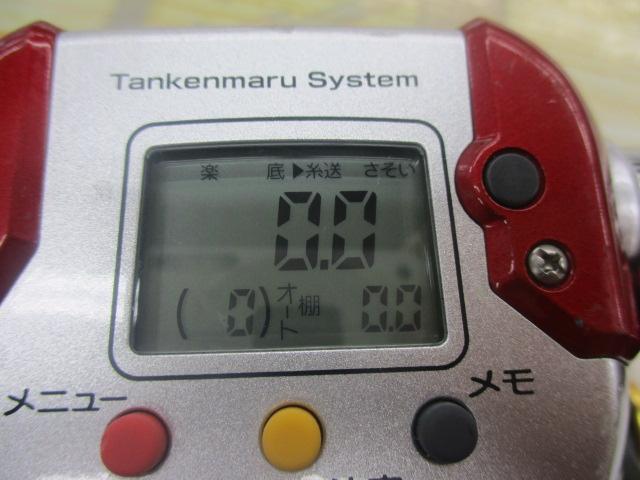 Tankenmaru System
楽 底▶糸送 さそい
0.0
(0) オート 棚 0.0
メニュー メモ